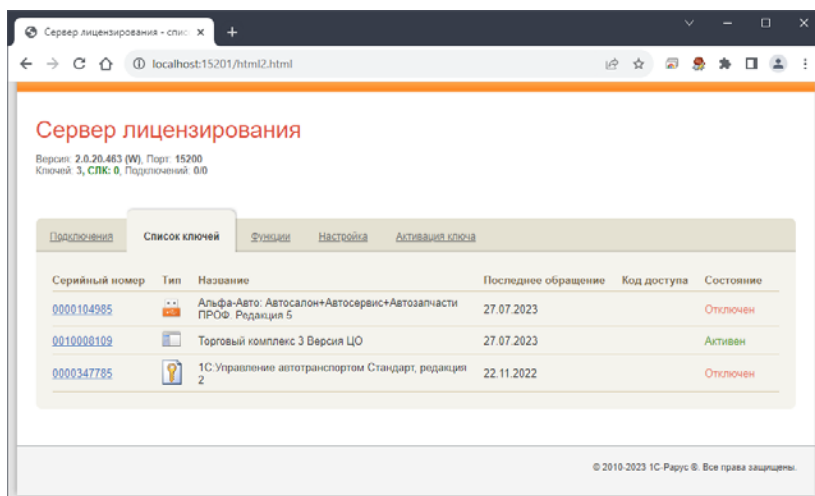 Сервер лицензирования - спис
localhost:15201/html2.html
Сервер лицензирования
Версия: 2.0.20.463 (W), Порт: 15200
Ключей: 3, СЛК: 0, Подключений: 0/0
Подключения Список ключей Функции Настройка Активация ключа
Серийный номер Тип Название Последнее обращение Код доступа Состояние
0000104985 Альфа-Авто: Автосалон+Автосервис+Автозапчасти ПРОФ. Редакция 5 27.07.2023 Отключен
0010008109 Торговый комплекс 3 Версия ЦО 27.07.2023 Активен
0000347785 1С:Управление автотранспортом Стандарт, редакция 2 22.11.2022 Отключен
© 2010-2023 1С-Рарус ®. Все права защищены.